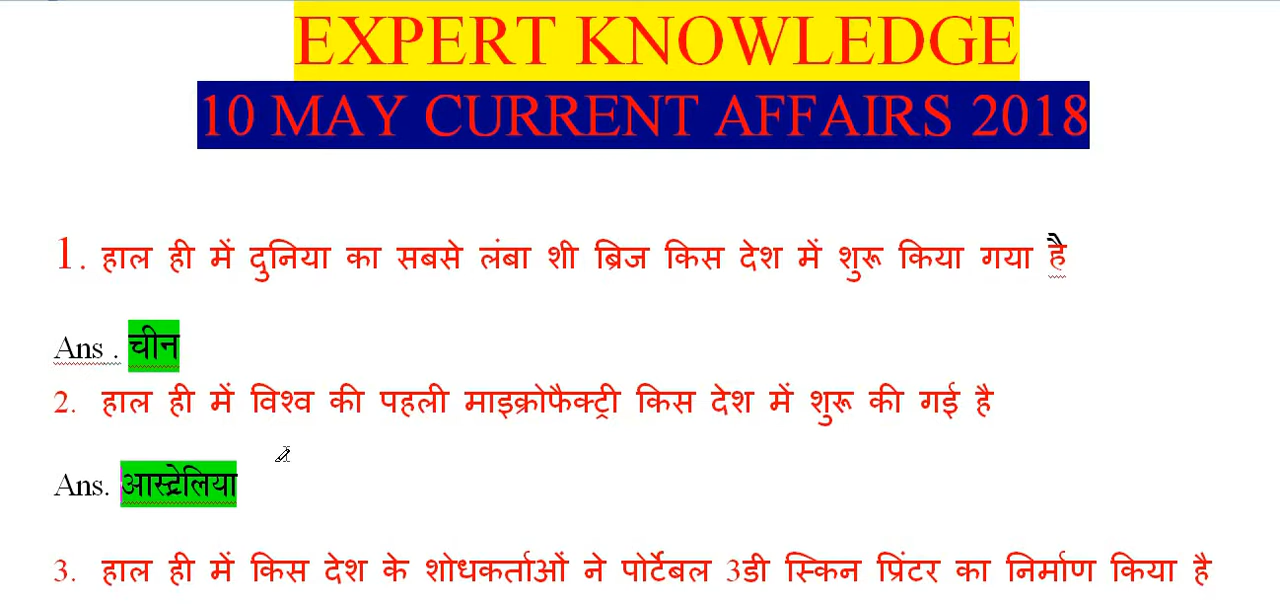 EXPERT KNOWLEDGE
10 MAY CURRENT AFFAIRS 2018
1. हाल ही में दुनिया का सबसे लंबा शी ब्रिज किस देश में शुरू किया गया है
Ans . चीन
2. हाल ही में विश्व की पहली माइक्रोफैक्ट्री किस देश में शुरू की गई है
Ans. आस्ट्रेलिया
3. हाल ही में किस देश के शोधकर्ताओं ने पोर्टेबल 3डी स्किन प्रिंटर का निर्माण किया है